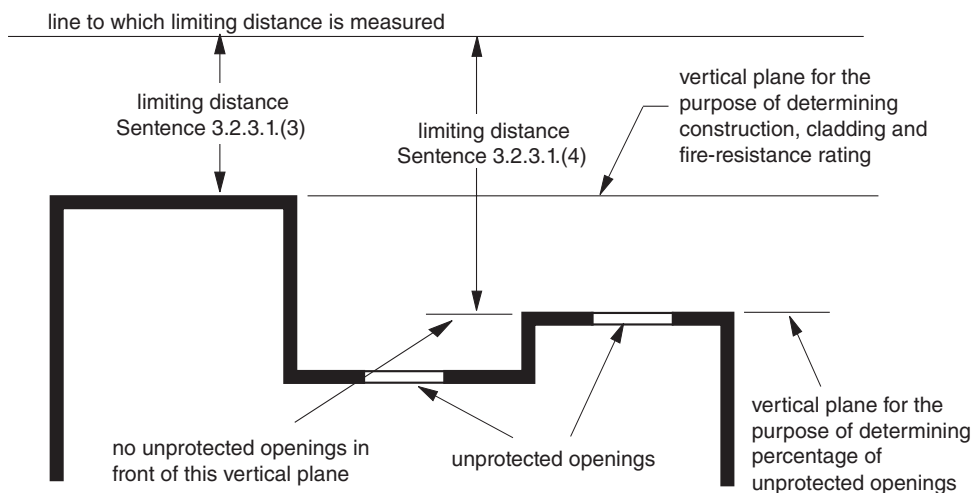 line to which limiting distance is measured
limiting distance
Sentence 3.2.3.1.(3)
limiting distance
Sentence 3.2.3.1.(4)
vertical plane for the
purpose of determining
construction, cladding and
fire-resistance rating
no unprotected openings in
front of this vertical plane
unprotected openings
vertical plane for the
purpose of determining
percentage of
unprotected openings